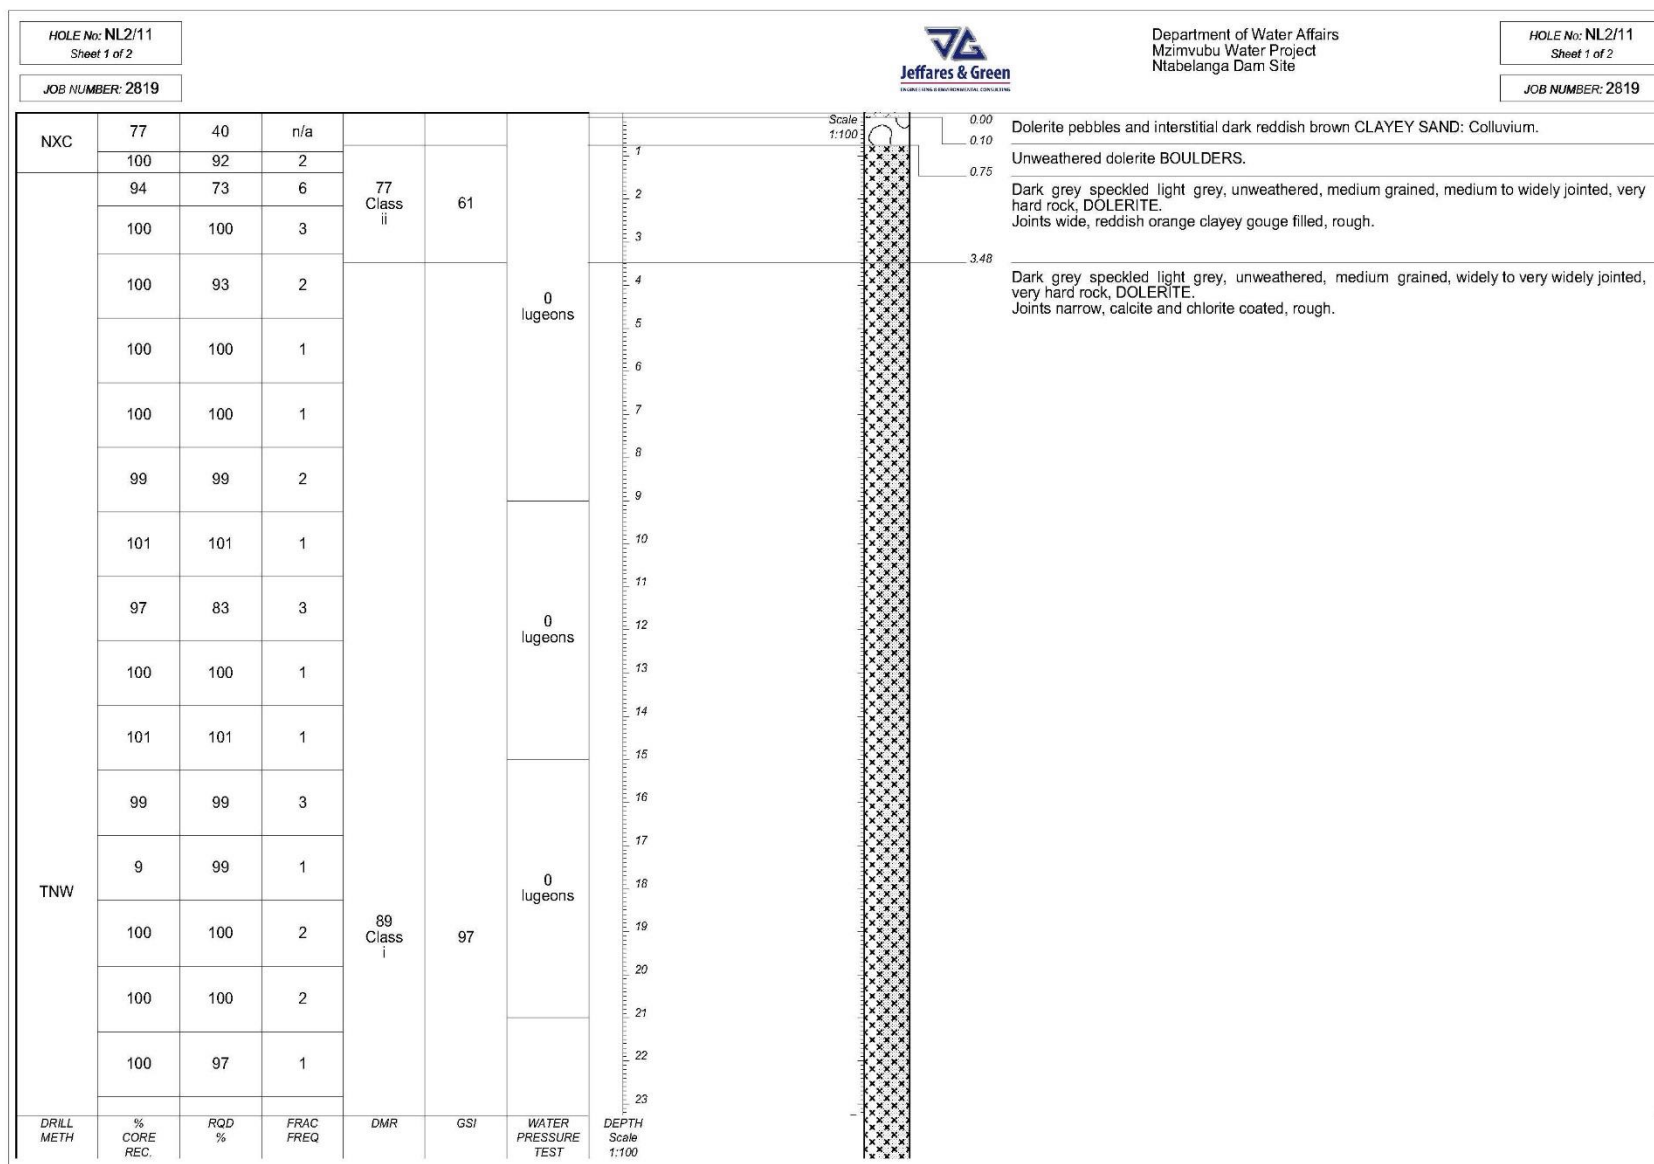 HOLE No: NL2/11
Sheet 1 of 2
JOB NUMBER: 2819
Jeffares & Green
ENGINEERING & ENVIRONMENTAL CONSULTING
Department of Water Affairs
Mzimvubu Water Project
Ntabelanga Dam Site
HOLE No: NL2/11
Sheet 1 of 2
JOB NUMBER: 2819
NXC
77 40 n/a
100 92 2
94 73 6
100 100 3
100 93 2
100 100 1
100 100 1
99 99 2
101 101 1
97 83 3
100 100 1
101 101 1
99 99 3
9 99 1
100 100 2
100 100 2
100 97 1
TNW
77
Class
ii
89
Class
i
61
97
0
lugeons
0
lugeons
0
lugeons
1
2
3
4
5
6
7
8
9
10
11
12
13
14
15
16
17
18
19
20
21
22
23
Scale
1:100
0.00
0.10
0.75
3.48
Dolerite pebbles and interstitial dark reddish brown CLAYEY SAND: Colluvium.
Unweathered dolerite BOULDERS.
Dark grey speckled light grey, unweathered, medium grained, medium to widely jointed, very
hard rock, DOLERITE.
Joints wide, reddish orange clayey gouge filled, rough.
Dark grey speckled light grey, unweathered, medium grained, widely to very widely jointed,
very hard rock, DOLERITE.
Joints narrow, calcite and chlorite coated, rough.
DRILL
METH
%
CORE
REC.
RQD
%
FRAC
FREQ
DMR
GSI
WATER
PRESSURE
TEST
DEPTH
Scale
1:100